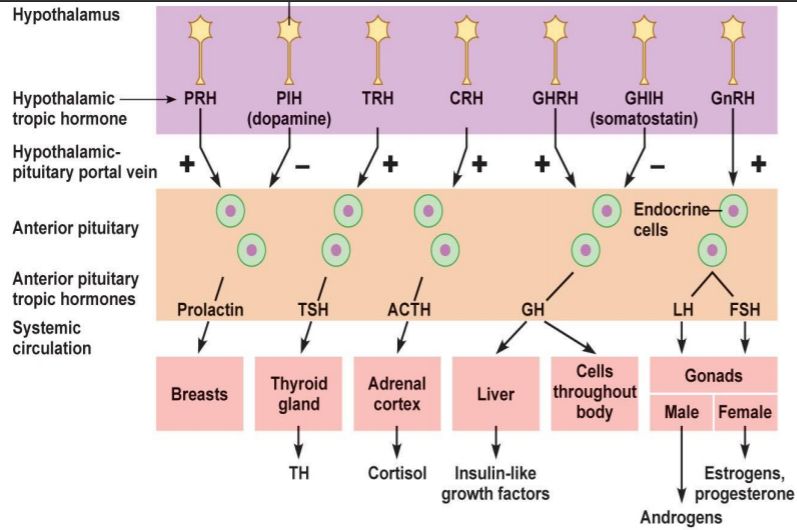 Hypothalamus
Hypothalamic
tropic hormone
PRH
PIH
(dopamine)
TRH
CRH
GHRH
GHIH
(somatostatin)
GnRH
Hypothalamic-
pituitary portal vein
+
–
+
+
+
–
+
Anterior pituitary
Endocrine
cells
Anterior pituitary
tropic hormones
Prolactin
TSH
ACTH
GH
LH
FSH
Systemic
circulation
Breasts
Thyroid
gland
Adrenal
cortex
Liver
Cells
throughout
body
Gonads
Male
Female
TH
Cortisol
Insulin-like
growth factors
Estrogens,
progesterone
Androgens